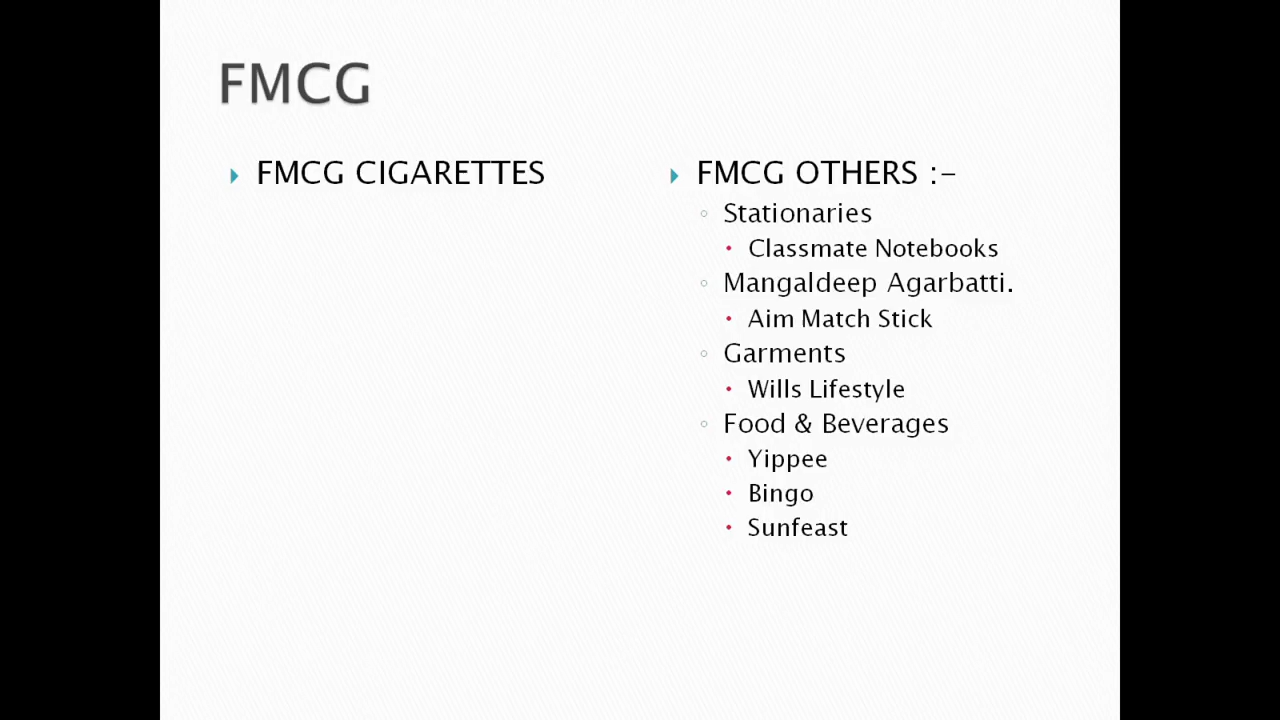 FMCG
FMCG CIGARETTES
FMCG OTHERS :-
Stationaries
Classmate Notebooks
Mangaldeep Agarbatti.
Aim Match Stick
Garments
Wills Lifestyle
Food & Beverages
Yippee
Bingo
Sunfeast